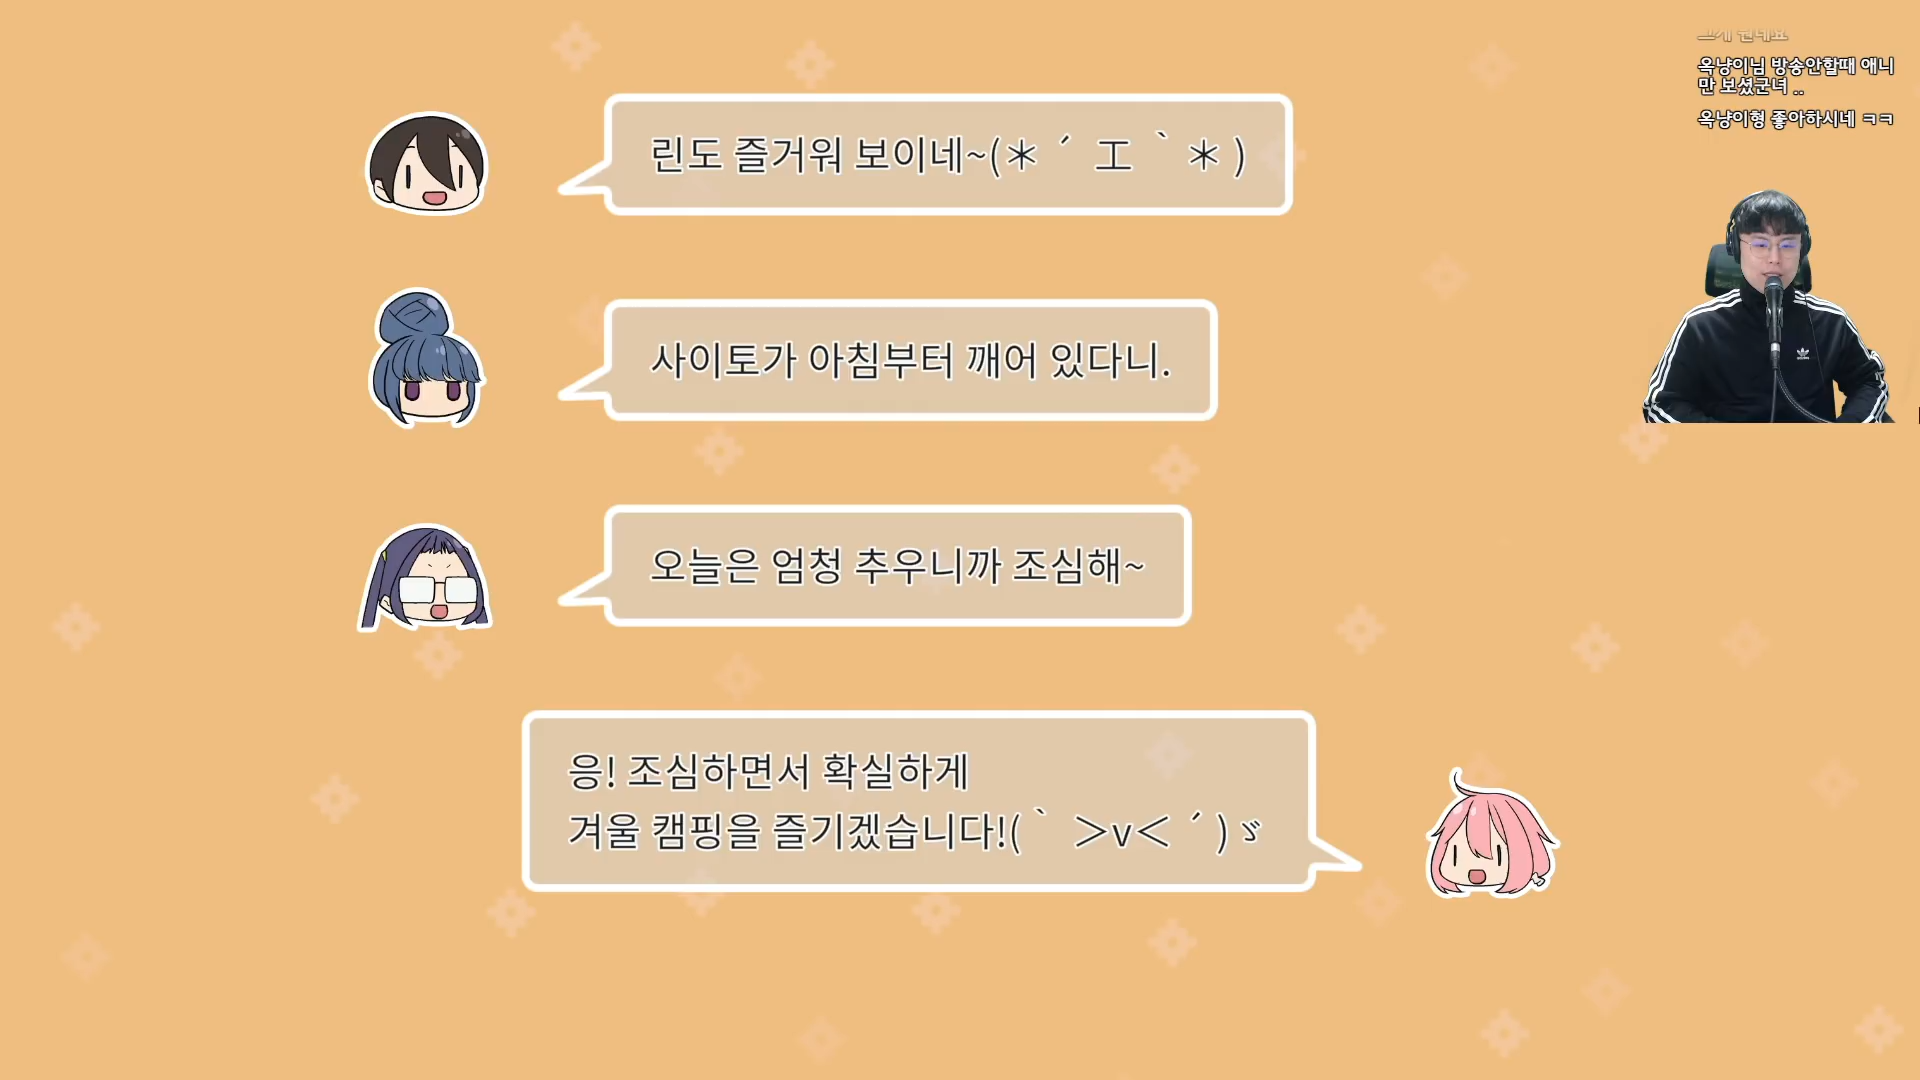 린도 즐거워 보이네~(＊ ´ エ ｀＊)
사이토가 아침부터 깨어 있다니.
오늘은 엄청 추우니까 조심해~
응! 조심하면서 확실하게
겨울 캠핑을 즐기겠습니다!(｀ ＞v＜ ´)ゞ
옥냥이님 방송안할때 애니
만 보셨군녀 ..
옥냥이형 좋아하시네 ㅋㅋ